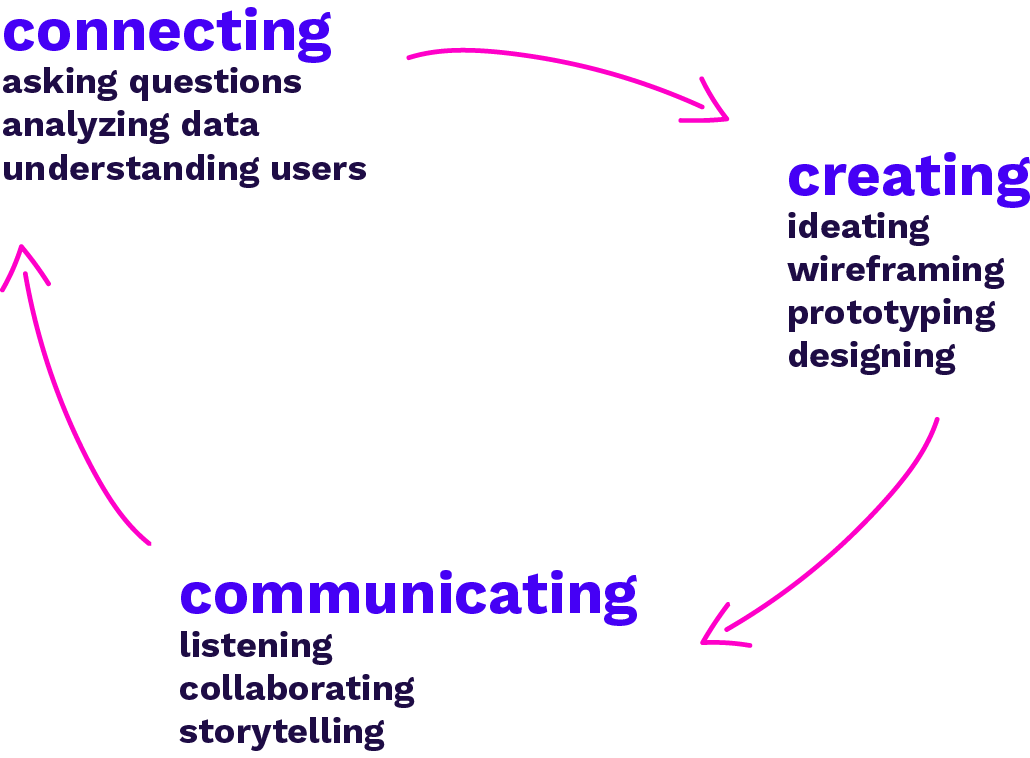 connecting
asking questions
analyzing data
understanding users
creating
ideating
wireframing
prototyping
designing
communicating
listening
collaborating
storytelling